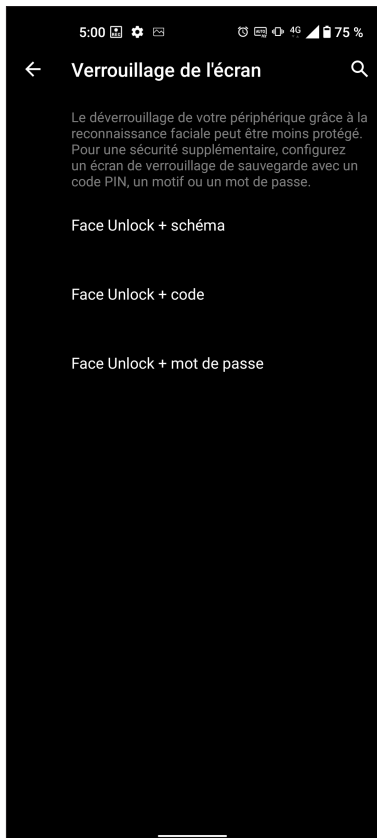 5:00 4G 75 %
Verrouillage de l'écran
Le déverrouillage de votre périphérique grâce à la
reconnaissance faciale peut être moins protégé.
Pour une sécurité supplémentaire, configurez
un écran de verrouillage de sauvegarde avec un
code PIN, un motif ou un mot de passe.
Face Unlock + schéma
Face Unlock + code
Face Unlock + mot de passe